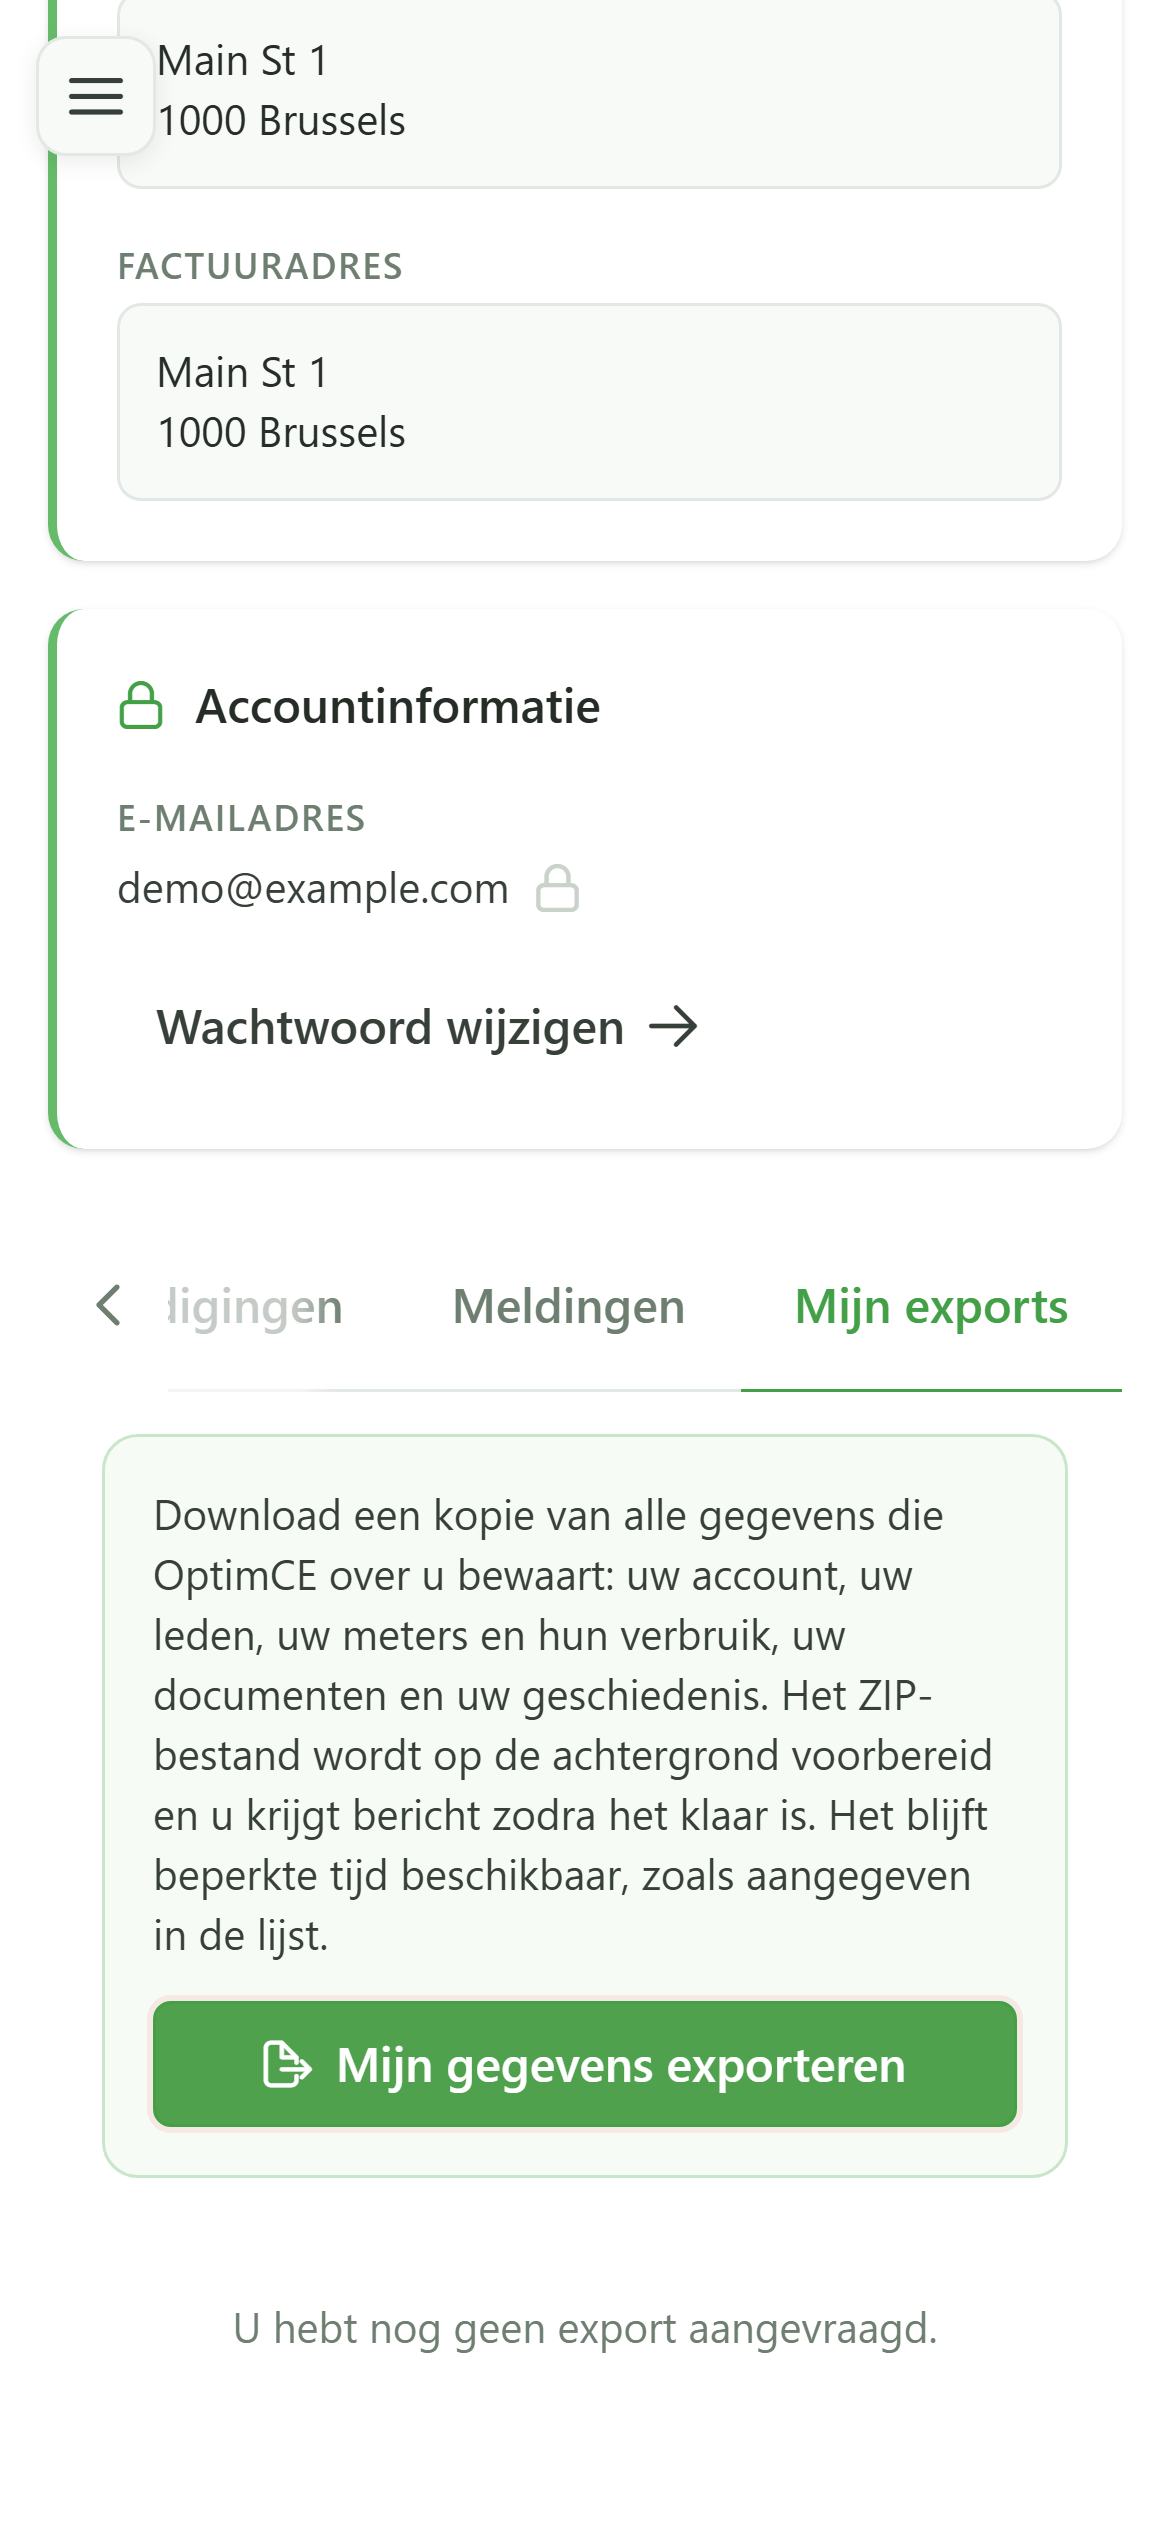 Main St 1
1000 Brussels
FACTUURADRES
Main St 1
1000 Brussels
Accountinformatie
E-MAILADRES
demo@example.com
Wachtwoord wijzigen
Meldingen
Mijn exports
Download een kopie van alle gegevens die
OptimCE over u bewaart: uw account, uw
leden, uw meters en hun verbruik, uw
documenten en uw geschiedenis. Het ZIP-
bestand wordt op de achtergrond voorbereid
en u krijgt bericht zodra het klaar is. Het blijft
beperkte tijd beschikbaar, zoals aangegeven
in de lijst.
Mijn gegevens exporteren
U hebt nog geen export aangevraagd.